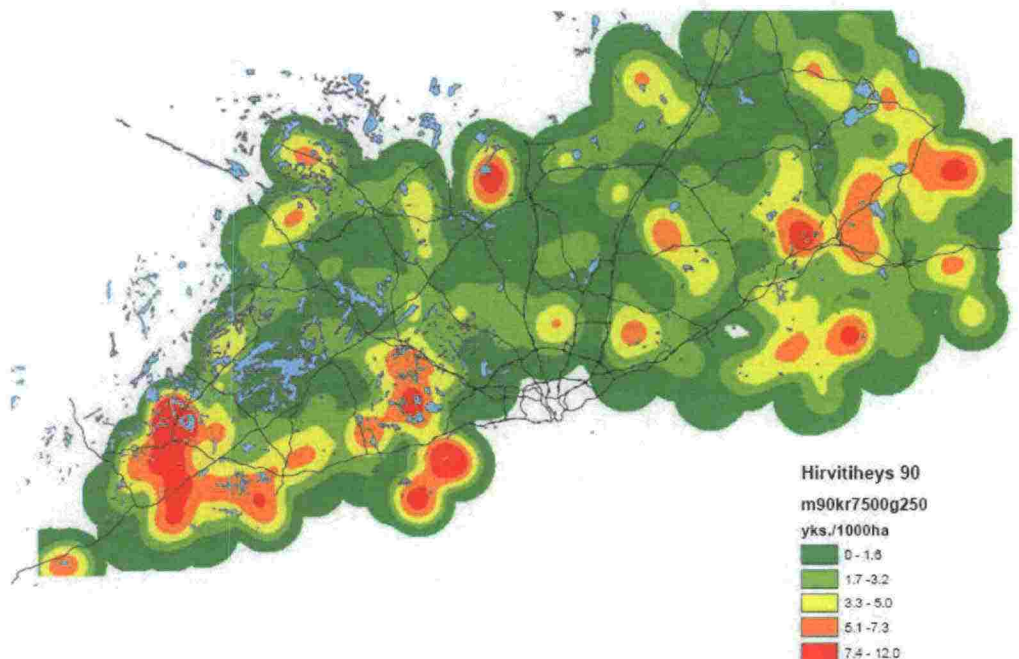 Hirvitiheys 90
m90kr7500g250
yks./1000ha
0 - 1.6
1.7 -3.2
3.3 - 5.0
5.1 -7.3
7.4 - 12.0